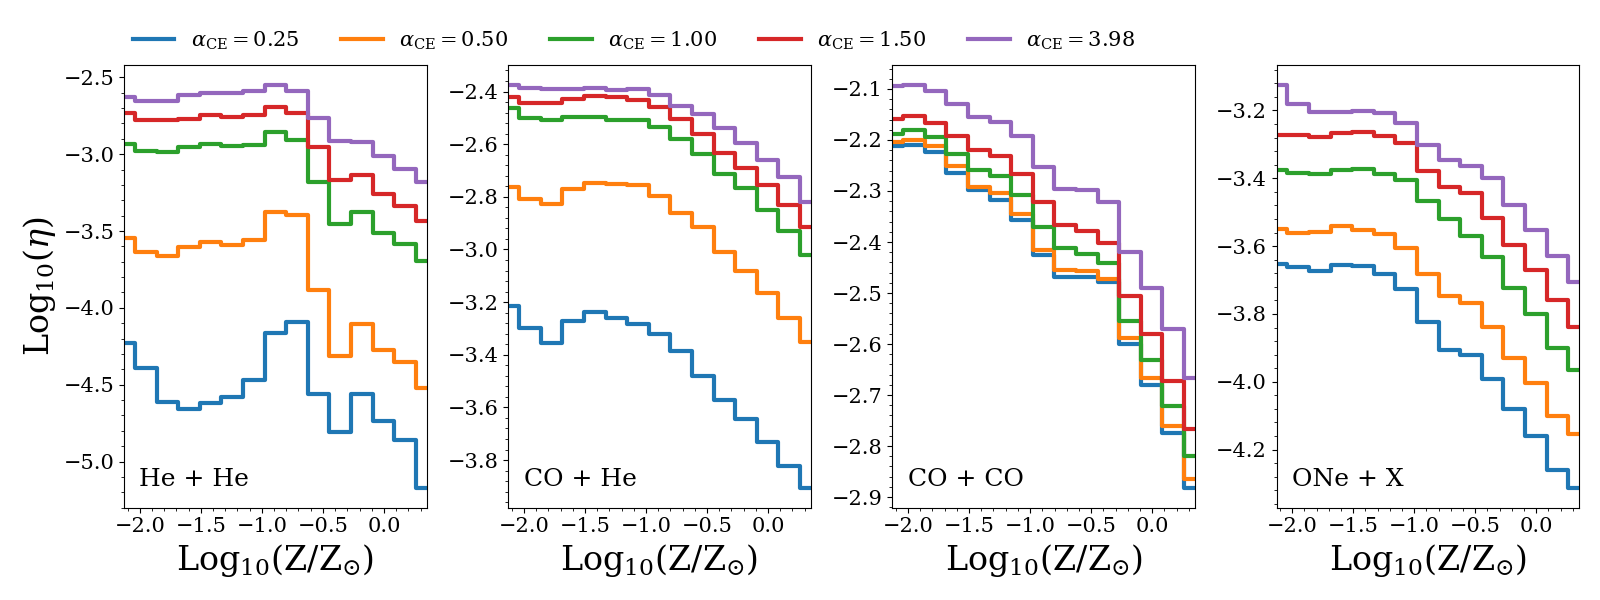 α_CE = 0.25 α_CE = 0.50 α_CE = 1.00 α_CE = 1.50 α_CE = 3.98
Log₁₀(η)
−2.5
−3.0
−3.5
−4.0
−4.5
−5.0
He + He
−2.0 −1.5 −1.0 −0.5 0.0
Log₁₀(Z/Z☉)
−2.4
−2.6
−2.8
−3.0
−3.2
−3.4
−3.6
−3.8
CO + He
−2.0 −1.5 −1.0 −0.5 0.0
Log₁₀(Z/Z☉)
−2.1
−2.2
−2.3
−2.4
−2.5
−2.6
−2.7
−2.8
−2.9
CO + CO
−2.0 −1.5 −1.0 −0.5 0.0
Log₁₀(Z/Z☉)
−3.2
−3.4
−3.6
−3.8
−4.0
−4.2
ONe + X
−2.0 −1.5 −1.0 −0.5 0.0
Log₁₀(Z/Z☉)